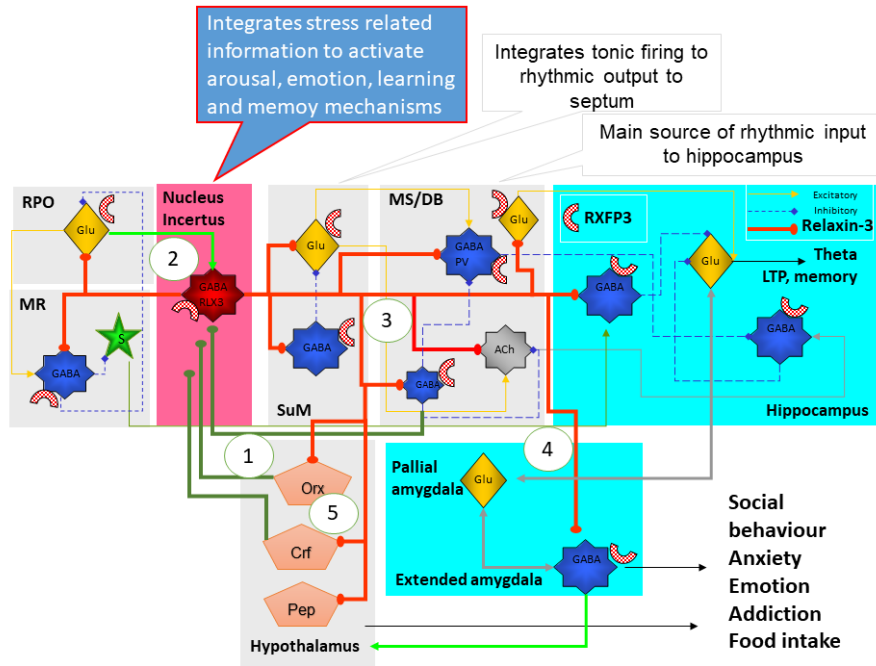 Integrates stress related
information to activate
arousal, emotion, learning
and memoy mechanisms
Integrates tonic firing to
rhythmic output to
septum
Main source of rhythmic input
to hippocampus
RPO
Glu
MR
GABA
S
Nucleus
Incertus
2
GABA
RLX3
Glu
GABA
SuM
3
MS/DB
GABA
PV
Glu
ACh
GABA
RXFP3
Excitatory
Inhibitory
Relaxin-3
GABA
Glu
Theta
LTP, memory
GABA
Hippocampus
1
Orx
5
Crf
Pep
Hypothalamus
4
Pallial
amygdala
Glu
GABA
Extended amygdala
Social
behaviour
Anxiety
Emotion
Addiction
Food intake